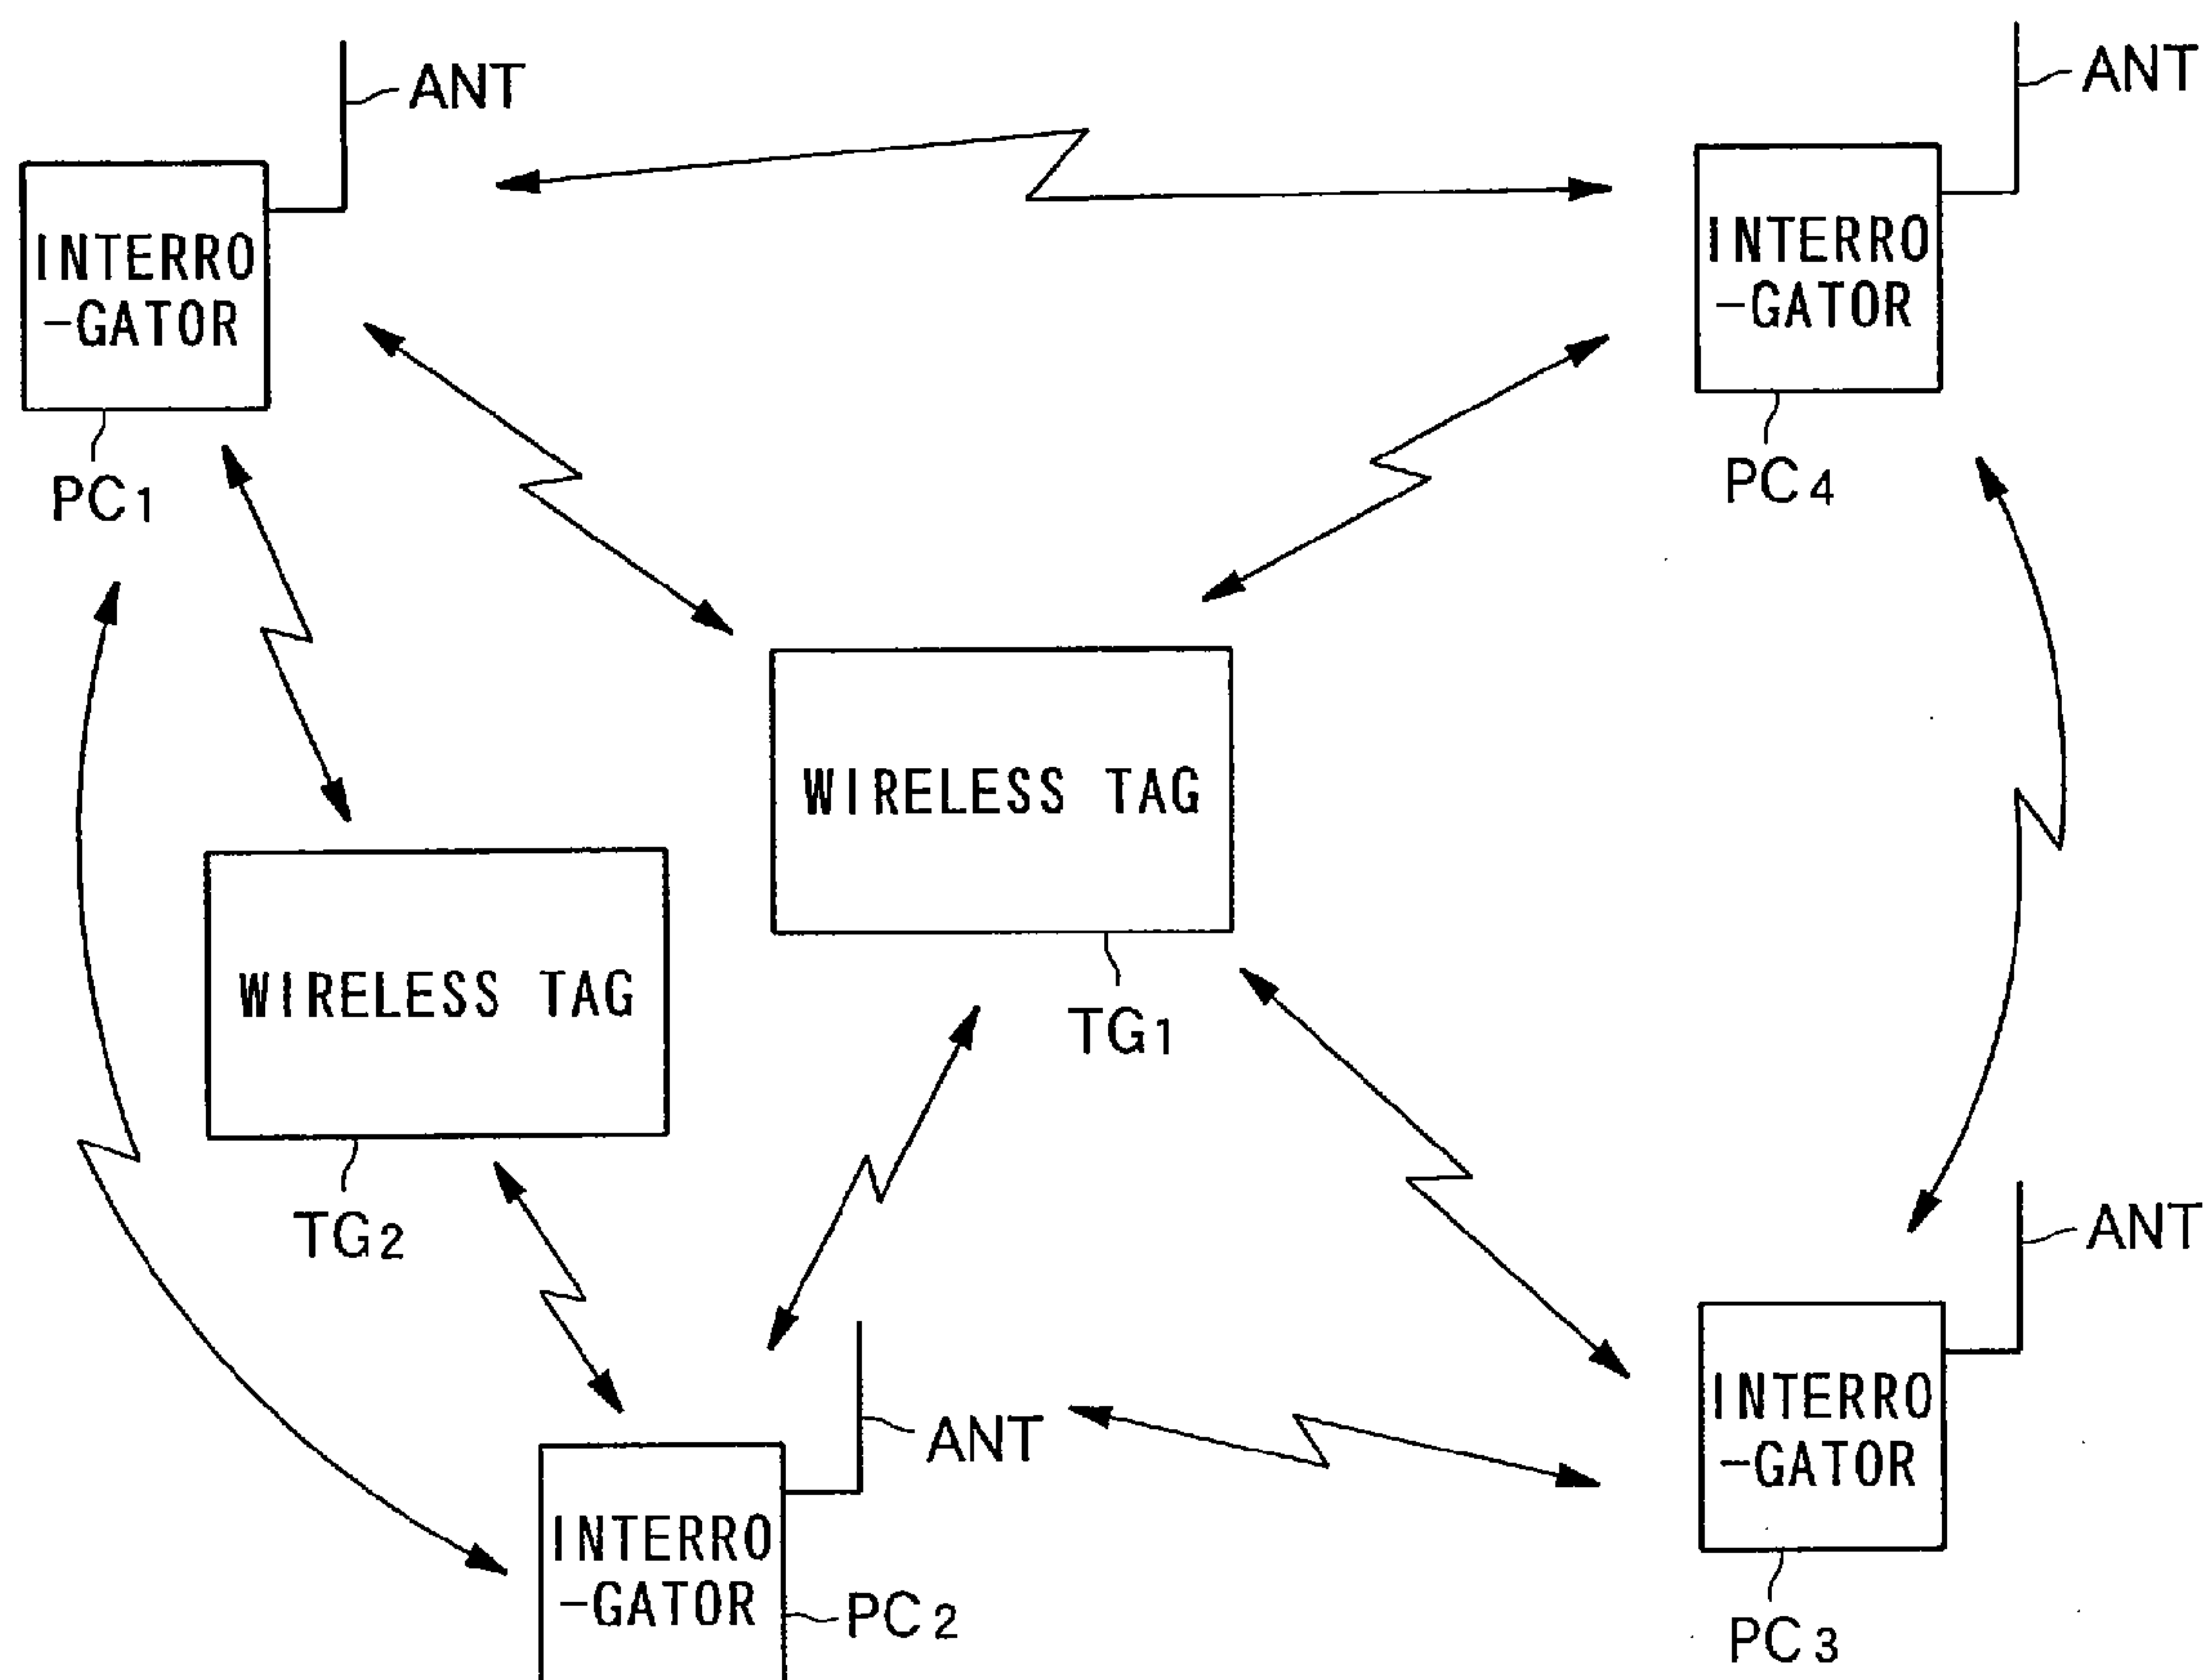 ANT
ANT
INTERRO
-GATOR
PC1
INTERRO
-GATOR
PC4
WIRELESS TAG
TG1
WIRELESS TAG
TG2
ANT
INTERRO
-GATOR
PC2
ANT
INTERRO
-GATOR
PC3